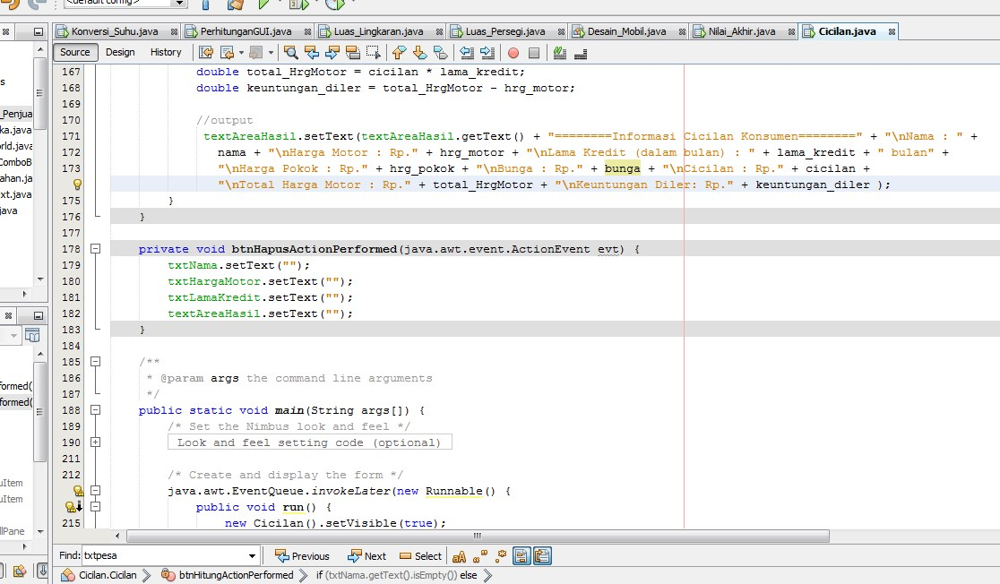 <default config>
Konversi_Suhu.java PerhitunganGUI.java Luas_Lingkaran.java Luas_Persegi.java Desain_Mobil.java Nilai_Akhir.java Cicilan.java
Source Design History
167 double total_HrgMotor = cicilan * lama_kredit;
168 double keuntungan_diler = total_HrgMotor - hrg_motor;
169
170 //output
171 textAreaHasil.setText(textAreaHasil.getText() + "========Informasi Cicilan Konsumen========" + "\nNama : " +
172 nama + "\nHarga Motor : Rp." + hrg_motor + "\nLama Kredit (dalam bulan) : " + lama_kredit + " bulan" +
173 "\nHarga Pokok : Rp." + hrg_pokok + "\nBunga : Rp." + bunga + "\nCicilan : Rp." + cicilan +
"\nTotal Harga Motor : Rp." + total_HrgMotor + "\nKeuntungan Diler: Rp." + keuntungan_diler );
175 }
176 }
177
178 private void btnHapusActionPerformed(java.awt.event.ActionEvent evt) {
179 txtNama.setText("");
180 txtHargaMotor.setText("");
181 txtLamaKredit.setText("");
182 textAreaHasil.setText("");
183 }
184
185 /**
186 * @param args the command line arguments
187 */
188 public static void main(String args[]) {
189 /* Set the Nimbus look and feel */
190 Look and feel setting code (optional)
211
212 /* Create and display the form */
java.awt.EventQueue.invokeLater(new Runnable() {
public void run() {
215 new Cicilan().setVisible(true);
s
_Penjua
ka.java
rld.java
ComboB
ahan.ja
xt.java
java
formed(
formed(
uItem
uItem
llPane
Find: txtpesa Previous Next Select
Cicilan.Cicilan btnHitungActionPerformed if (txtNama.getText().isEmpty()) else